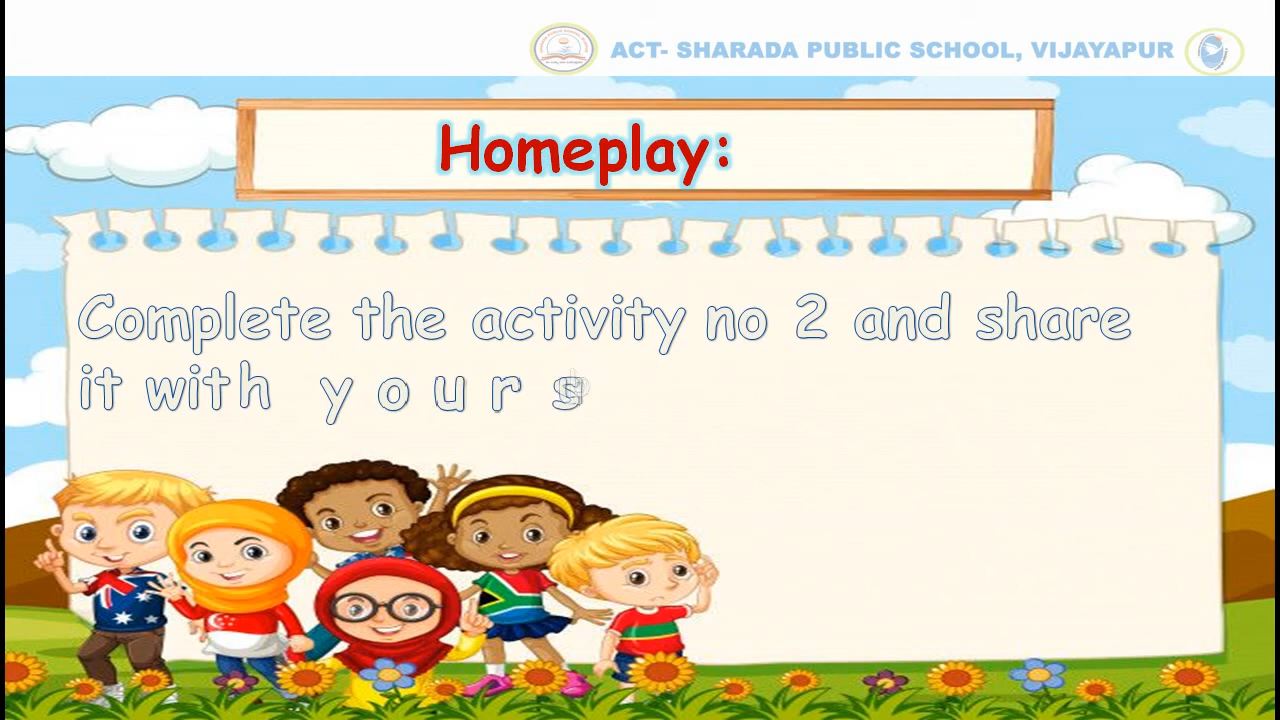 ACT- SHARADA PUBLIC SCHOOL, VIJAYAPUR
Homeplay:
Complete the activity no 2 and share
it with y o u r s